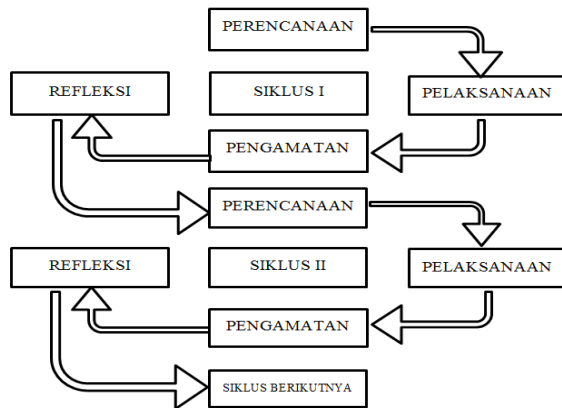 PERENCANAAN
REFLEKSI
SIKLUS I
PELAKSANAAN
PENGAMATAN
PERENCANAAN
REFLEKSI
SIKLUS II
PELAKSANAAN
PENGAMATAN
SIKLUS BERIKUTNYA